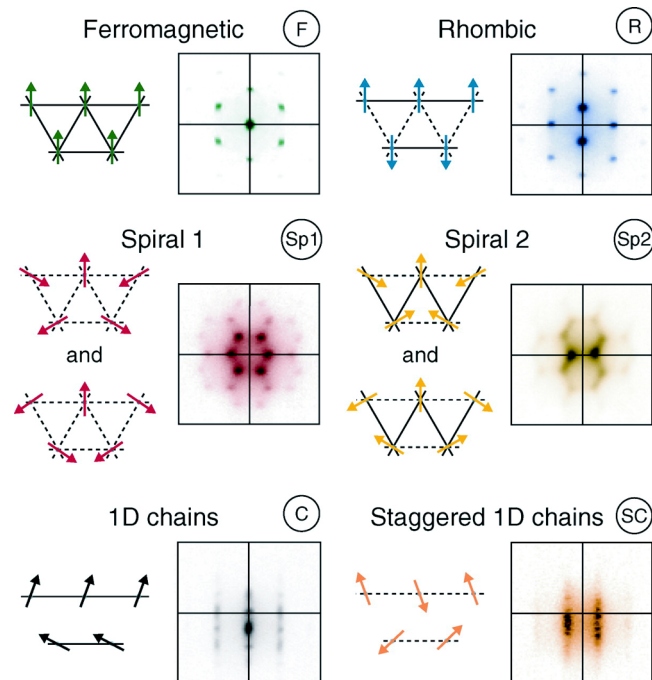 Ferromagnetic F
Rhombic R
Spiral 1 Sp1
and
Spiral 2 Sp2
and
1D chains C
Staggered 1D chains SC